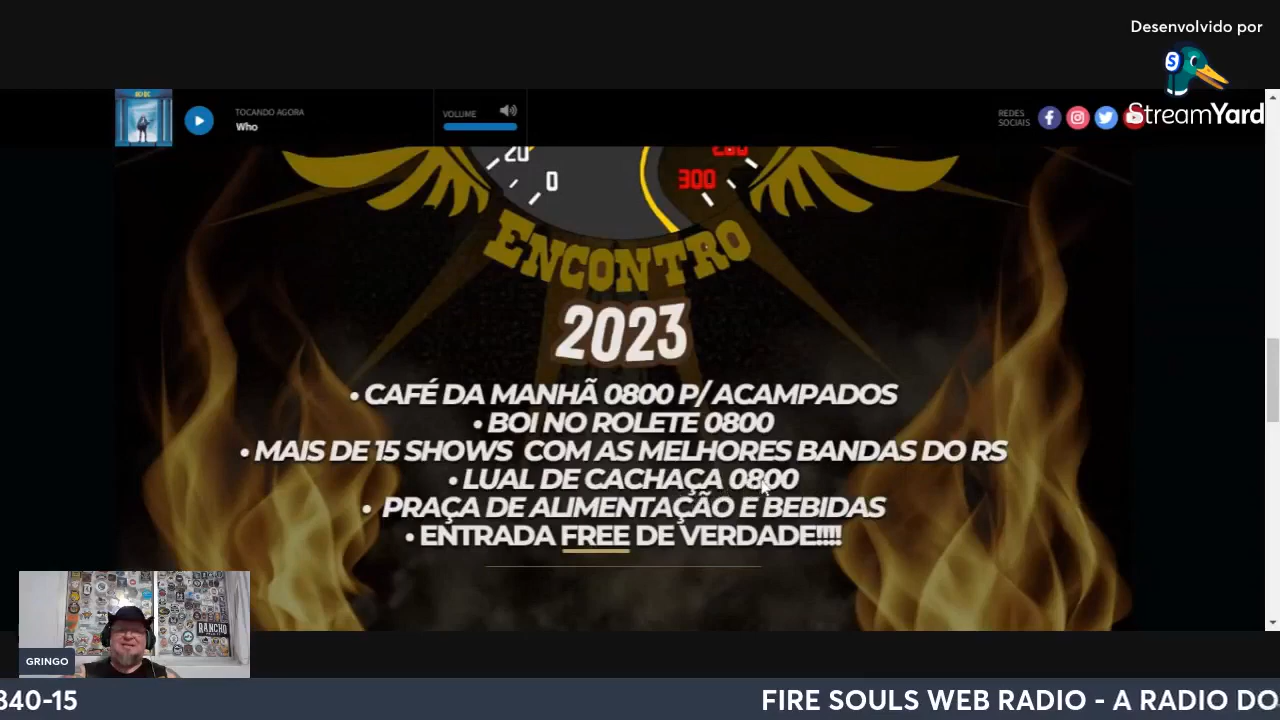 Desenvolvido por
S
StreamYard
TOCANDO AGORA
Who
VOLUME
REDES
SOCIAIS
20
0
300
ENCONTRO
2023
• CAFÉ DA MANHÃ 0800 P/ ACAMPADOS
• BOI NO ROLETE 0800
• MAIS DE 15 SHOWS COM AS MELHORES BANDAS DO RS
• LUAL DE CACHAÇA 0800
• PRAÇA DE ALIMENTAÇÃO E BEBIDAS
• ENTRADA FREE DE VERDADE!!!!
RANCHO
GRINGO
340-15
FIRE SOULS WEB RADIO - A RADIO DO